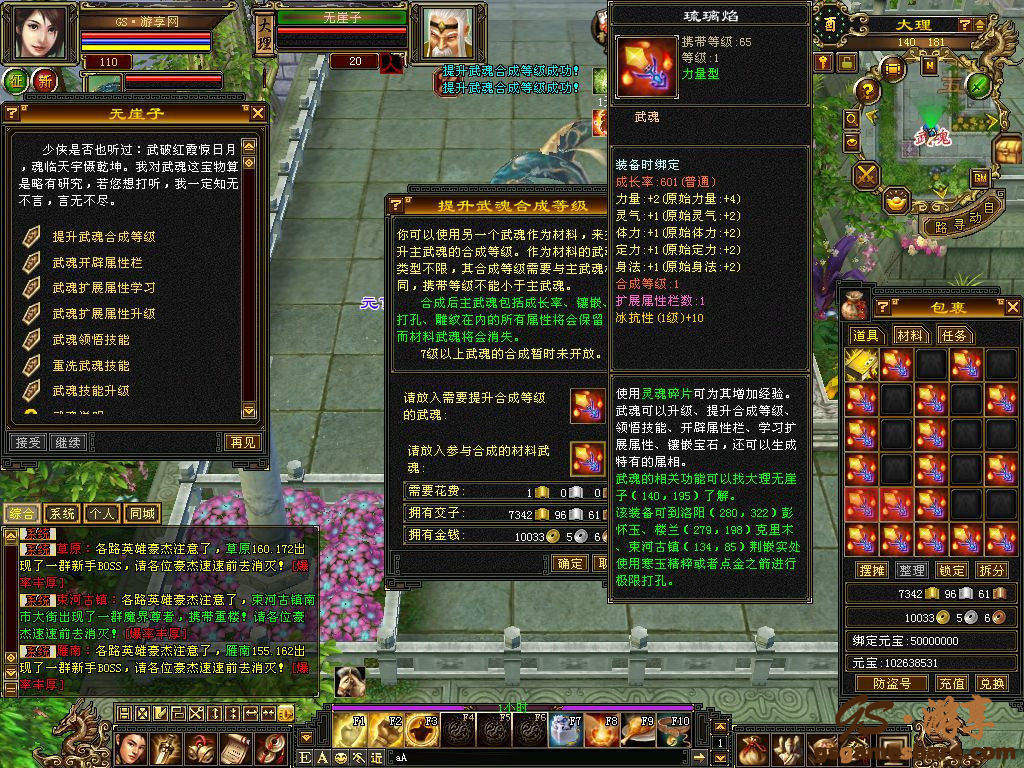 GS·游享网
110
征
新
大理
无崖子
20
火
提升武魂合成等级成功!
提升武魂合成等级成功!
无崖子
少侠是否也听过：武破红霞惊日月
，魂临天宇慑乾坤。我对武魂这宝物算
是略有研究，若您想打听，我一定知无
不言，言无不尽。
提升武魂合成等级
武魂开辟属性栏
武魂扩展属性学习
武魂扩展属性升级
武魂领悟技能
重洗武魂技能
武魂技能升级
接受
继续
再见
提升武魂合成等级
你可以使用另一个武魂作为材料，来
升主武魂的合成等级。作为材料的武
类型不限，其合成等级需要与主武魂
同，携带等级不能小于主武魂。
合成后主武魂包括成长率、镶嵌
打孔、雕纹在内的所有属性将会保留
而材料武魂将会消失。
7级以上武魂的合成暂时未开放。
请放入需要提升合成等级
的武魂：
请放入参与合成的材料武
魂：
需要花费： 1 0 0
拥有交子： 7342 96 61
拥有金钱： 10033 5 6
确定
琉璃焰
携带等级:65
等级:1
力量型
武魂
装备时绑定
成长率:601(普通)
力量:+2(原始力量:+4)
灵气:+1(原始灵气:+2)
体力:+1(原始体力:+2)
定力:+1(原始定力:+2)
身法:+1(原始身法:+2)
合成等级:1
扩展属性栏数:1
冰抗性(1级)+10
使用灵魂碎片可为其增加经验。
武魂可以升级、提升合成等级、
领悟技能、开辟属性栏、学习扩
展属性、镶嵌宝石，还可以生成
特有的属相。
武魂的相关功能可以找大理无崖
子（140，195）了解。
该装备可到洛阳（280，322）彭
怀玉、楼兰（279，198）克里木
、束河古镇（134，85）荆嵌实处
使用寒玉精粹或者点金之箭进行
极限打孔。
酉
大理
140 181
N
武魂
GM
自动寻路
包裹
道具
材料
任务
摆摊
整理
锁定
拆分
7342 96 61
10033 5 6
绑定元宝:50000000
元宝:102638531
防盗号
充值
兑换
综合
系统
个人
同城
系统
系统 草原：各路英雄豪杰注意了，草原160,172出
现了一群新手BOSS，请各位豪杰速速前去消灭！[爆
率丰厚]
系统 束河古镇：各路英雄豪杰注意了，束河古镇南
市大街出现了一群魔界尊者，携带重楼！请各位豪
杰速速前去消灭！[爆率丰厚]
系统 雁南：各路英雄豪杰注意了，雁南155,162出
现了一群新手BOSS，请各位豪杰速速前去消灭！[爆
率丰厚]
1小时
F1
F2
F3
F4
F5
F6
F7
F8
F9
F10
1
aA
GS·游享